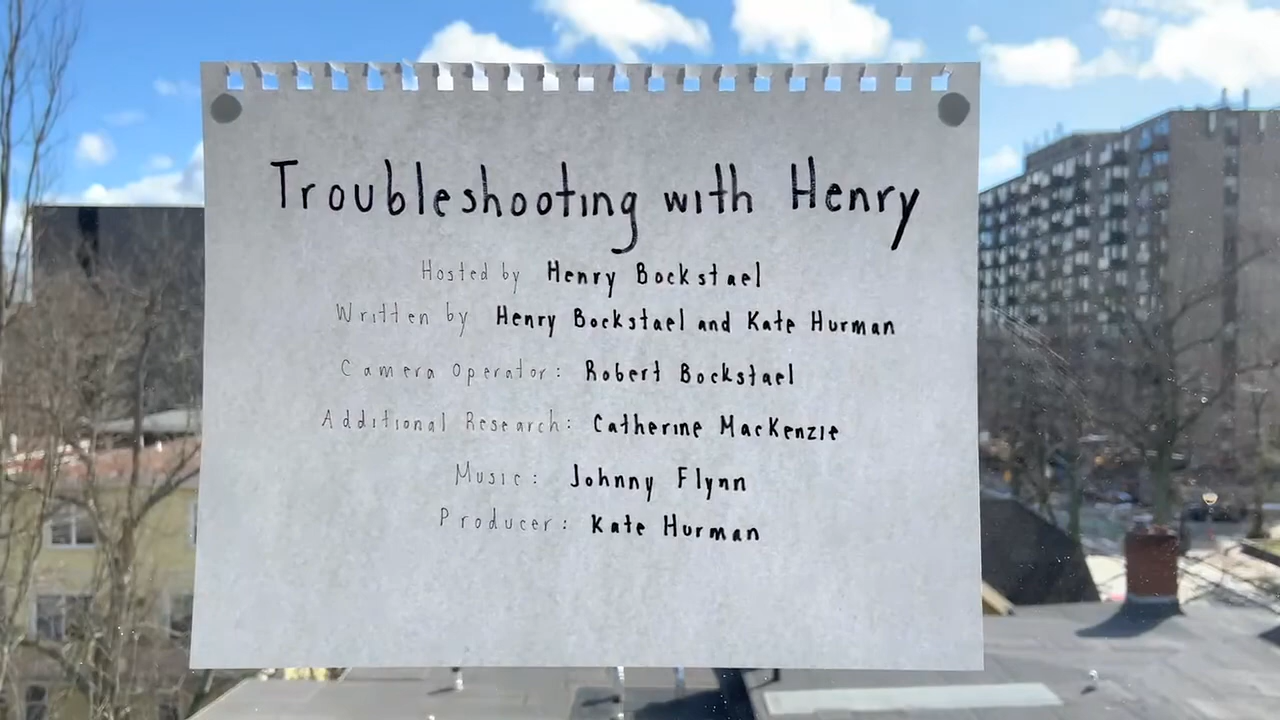 Troubleshooting with Henry
Hosted by Henry Bockstael
Written by Henry Bockstael and Kate Hurman
Camera Operator: Robert Bockstael
Additional Research: Catherine MacKenzie
Music: Johnny Flynn
Producer: Kate Hurman